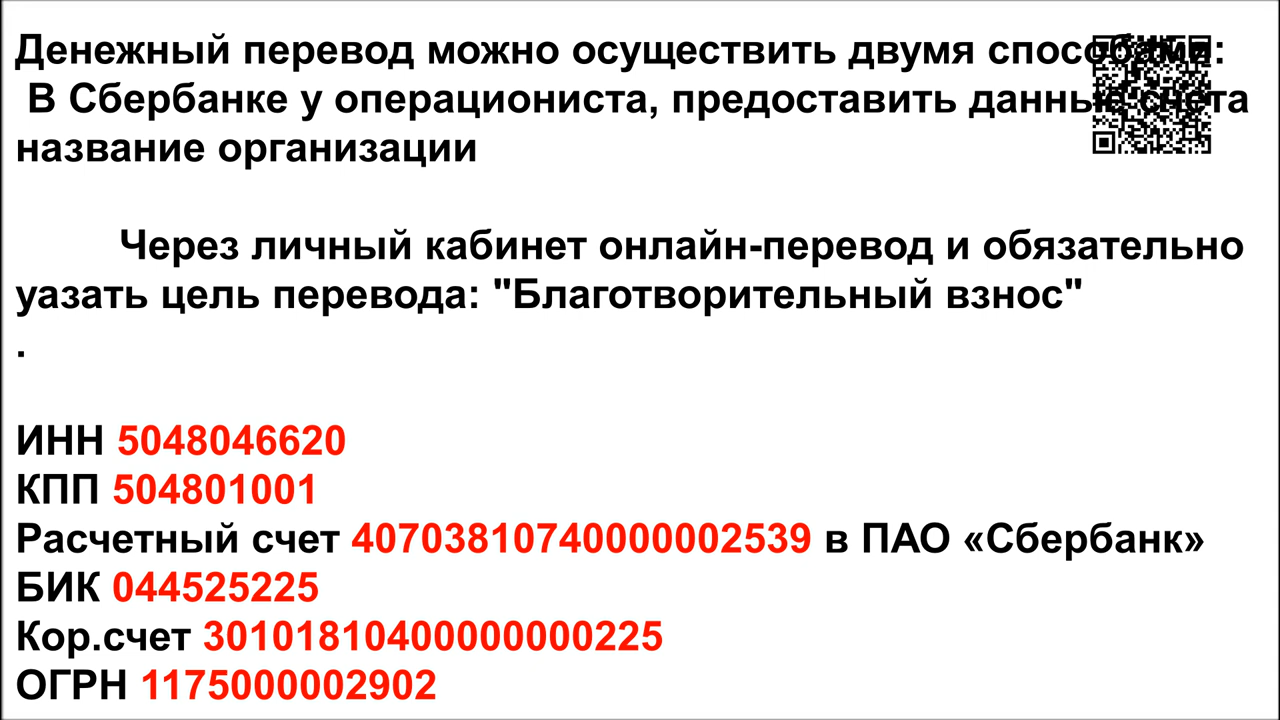 Денежный перевод можно осуществить двумя способами:
В Сбербанке у операциониста, предоставить данные счета
название организации
Через личный кабинет онлайн-перевод и обязательно
уазать цель перевода: "Благотворительный взнос"
.
ИНН 5048046620
КПП 504801001
Расчетный счет 40703810740000002539 в ПАО «Сбербанк»
БИК 044525225
Кор.счет 30101810400000000225
ОГРН 1175000002902